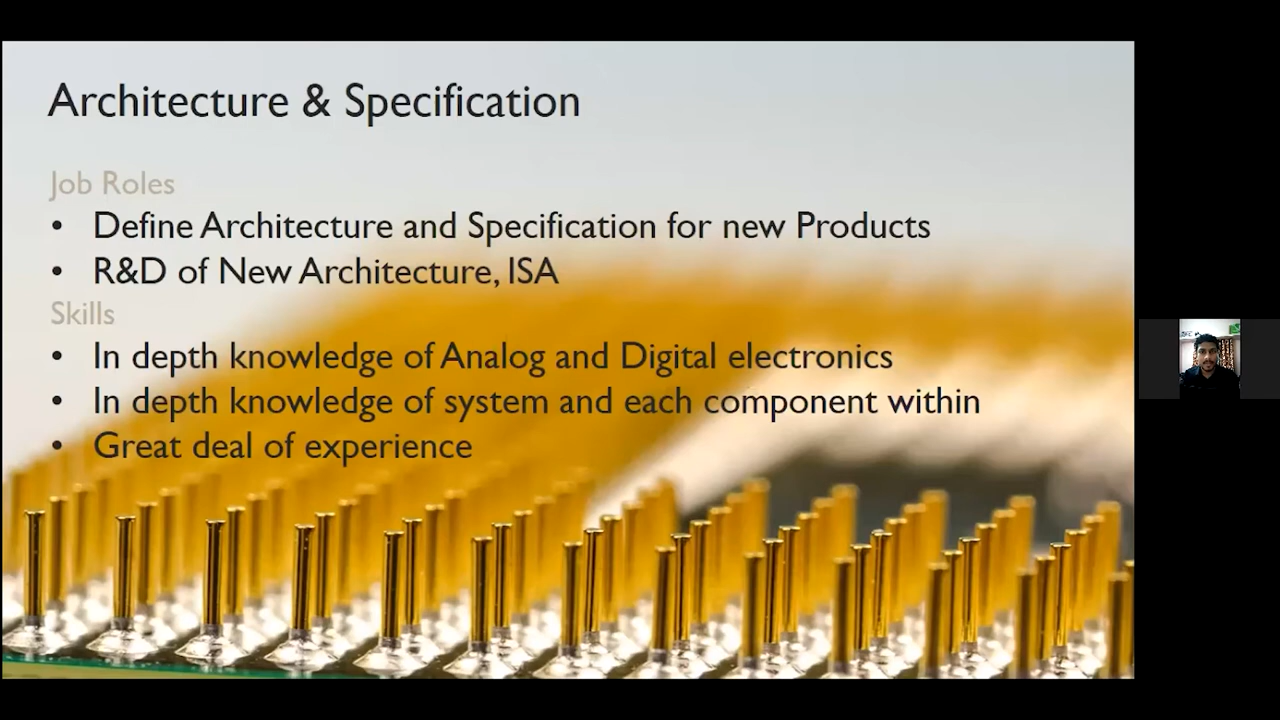 Architecture & Specification
Job Roles
• Define Architecture and Specification for new Products
• R&D of New Architecture, ISA
Skills
• In depth knowledge of Analog and Digital electronics
• In depth knowledge of system and each component within
• Great deal of experience